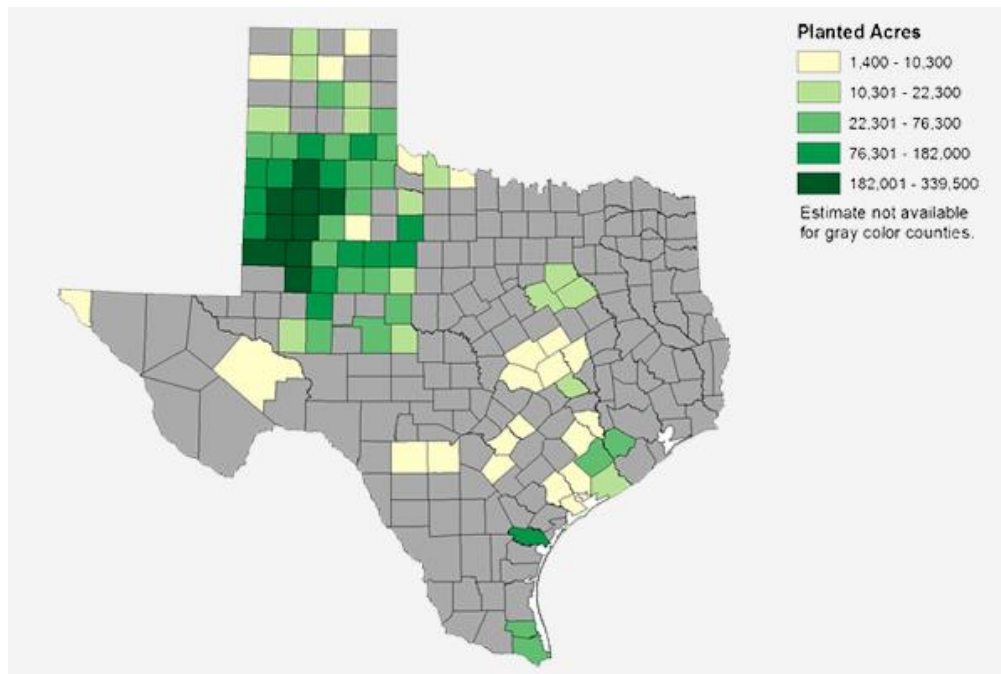 Planted Acres
1,400 - 10,300
10,301 - 22,300
22,301 - 76,300
76,301 - 182,000
182,001 - 339,500
Estimate not available
for gray color counties.